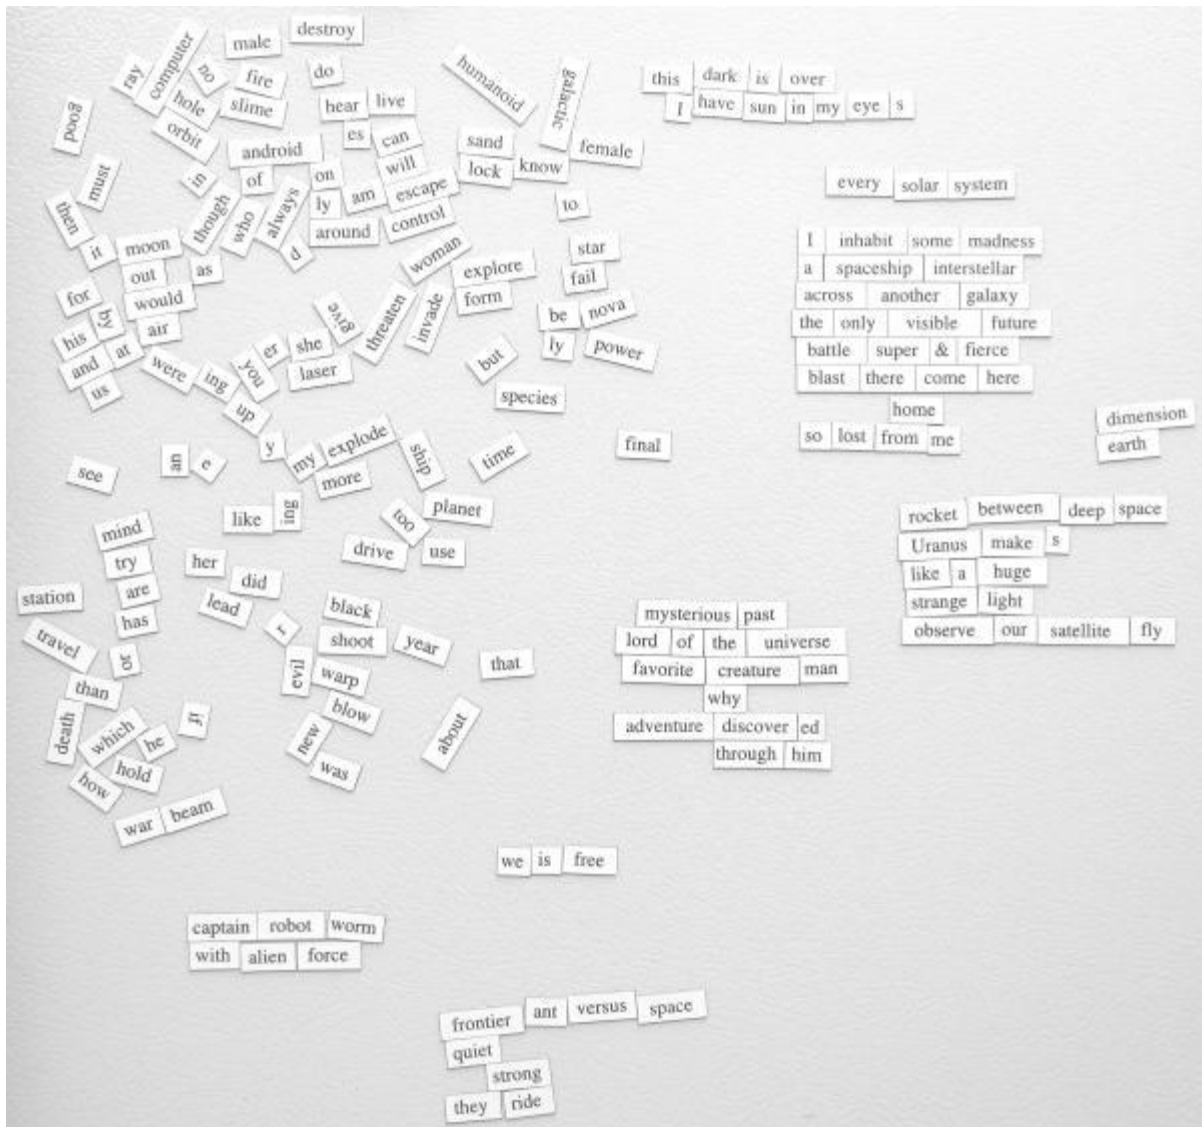 destroy
male
computer
ray
no
fire
do
hole
slime
hear live
humanoid
galactic
good
orbit
es can
android
sand
female
will
lock know
must
in
of
on
am escape
ly
though
who
always
around control
to
then
it
moon
d
woman
star
out as
explore
fail
for
would
give
threaten
invade
form
be nova
his by
air
er she
ly power
and at
were ing
you
laser
but
us
up
species
y
my explode
ship
time
final
see
an e
more
like ing
too
planet
mind
drive use
try
her
did
station
are
lead
black
has
r
shoot year
travel
or
evil
warp
that
than
blow
death
which
he
if
new
about
how
hold
was
war beam
this dark is over
I have sun in my eye s
every solar system
I inhabit some madness
a spaceship interstellar
across another galaxy
the only visible future
battle super & fierce
blast there come here
home
so lost from me
dimension
earth
rocket between deep space
Uranus make s
like a huge
strange light
observe our satellite fly
mysterious past
lord of the universe
favorite creature man
why
adventure discover ed
through him
we is free
captain robot worm
with alien force
frontier ant versus space
quiet
strong
they ride